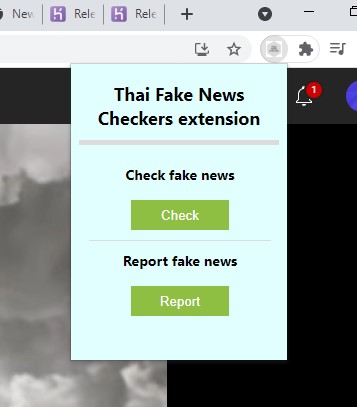 New
Rele
Rele
1
Thai Fake News
Checkers extension
Check fake news
Check
Report fake news
Report